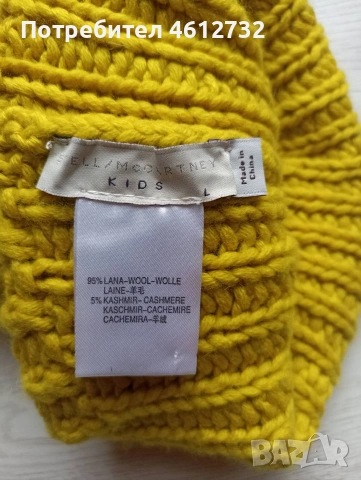 Потребител 4612732
STELLA McCARTNEY
KIDS
L
Made in
China
95% LANA-WOOL-WOLLE
LAINE-羊毛
5% KASHMIR-CASHMERE
KASCHMIR-CACHEMIRE
CACHEMIRA-羊绒
BAZAR